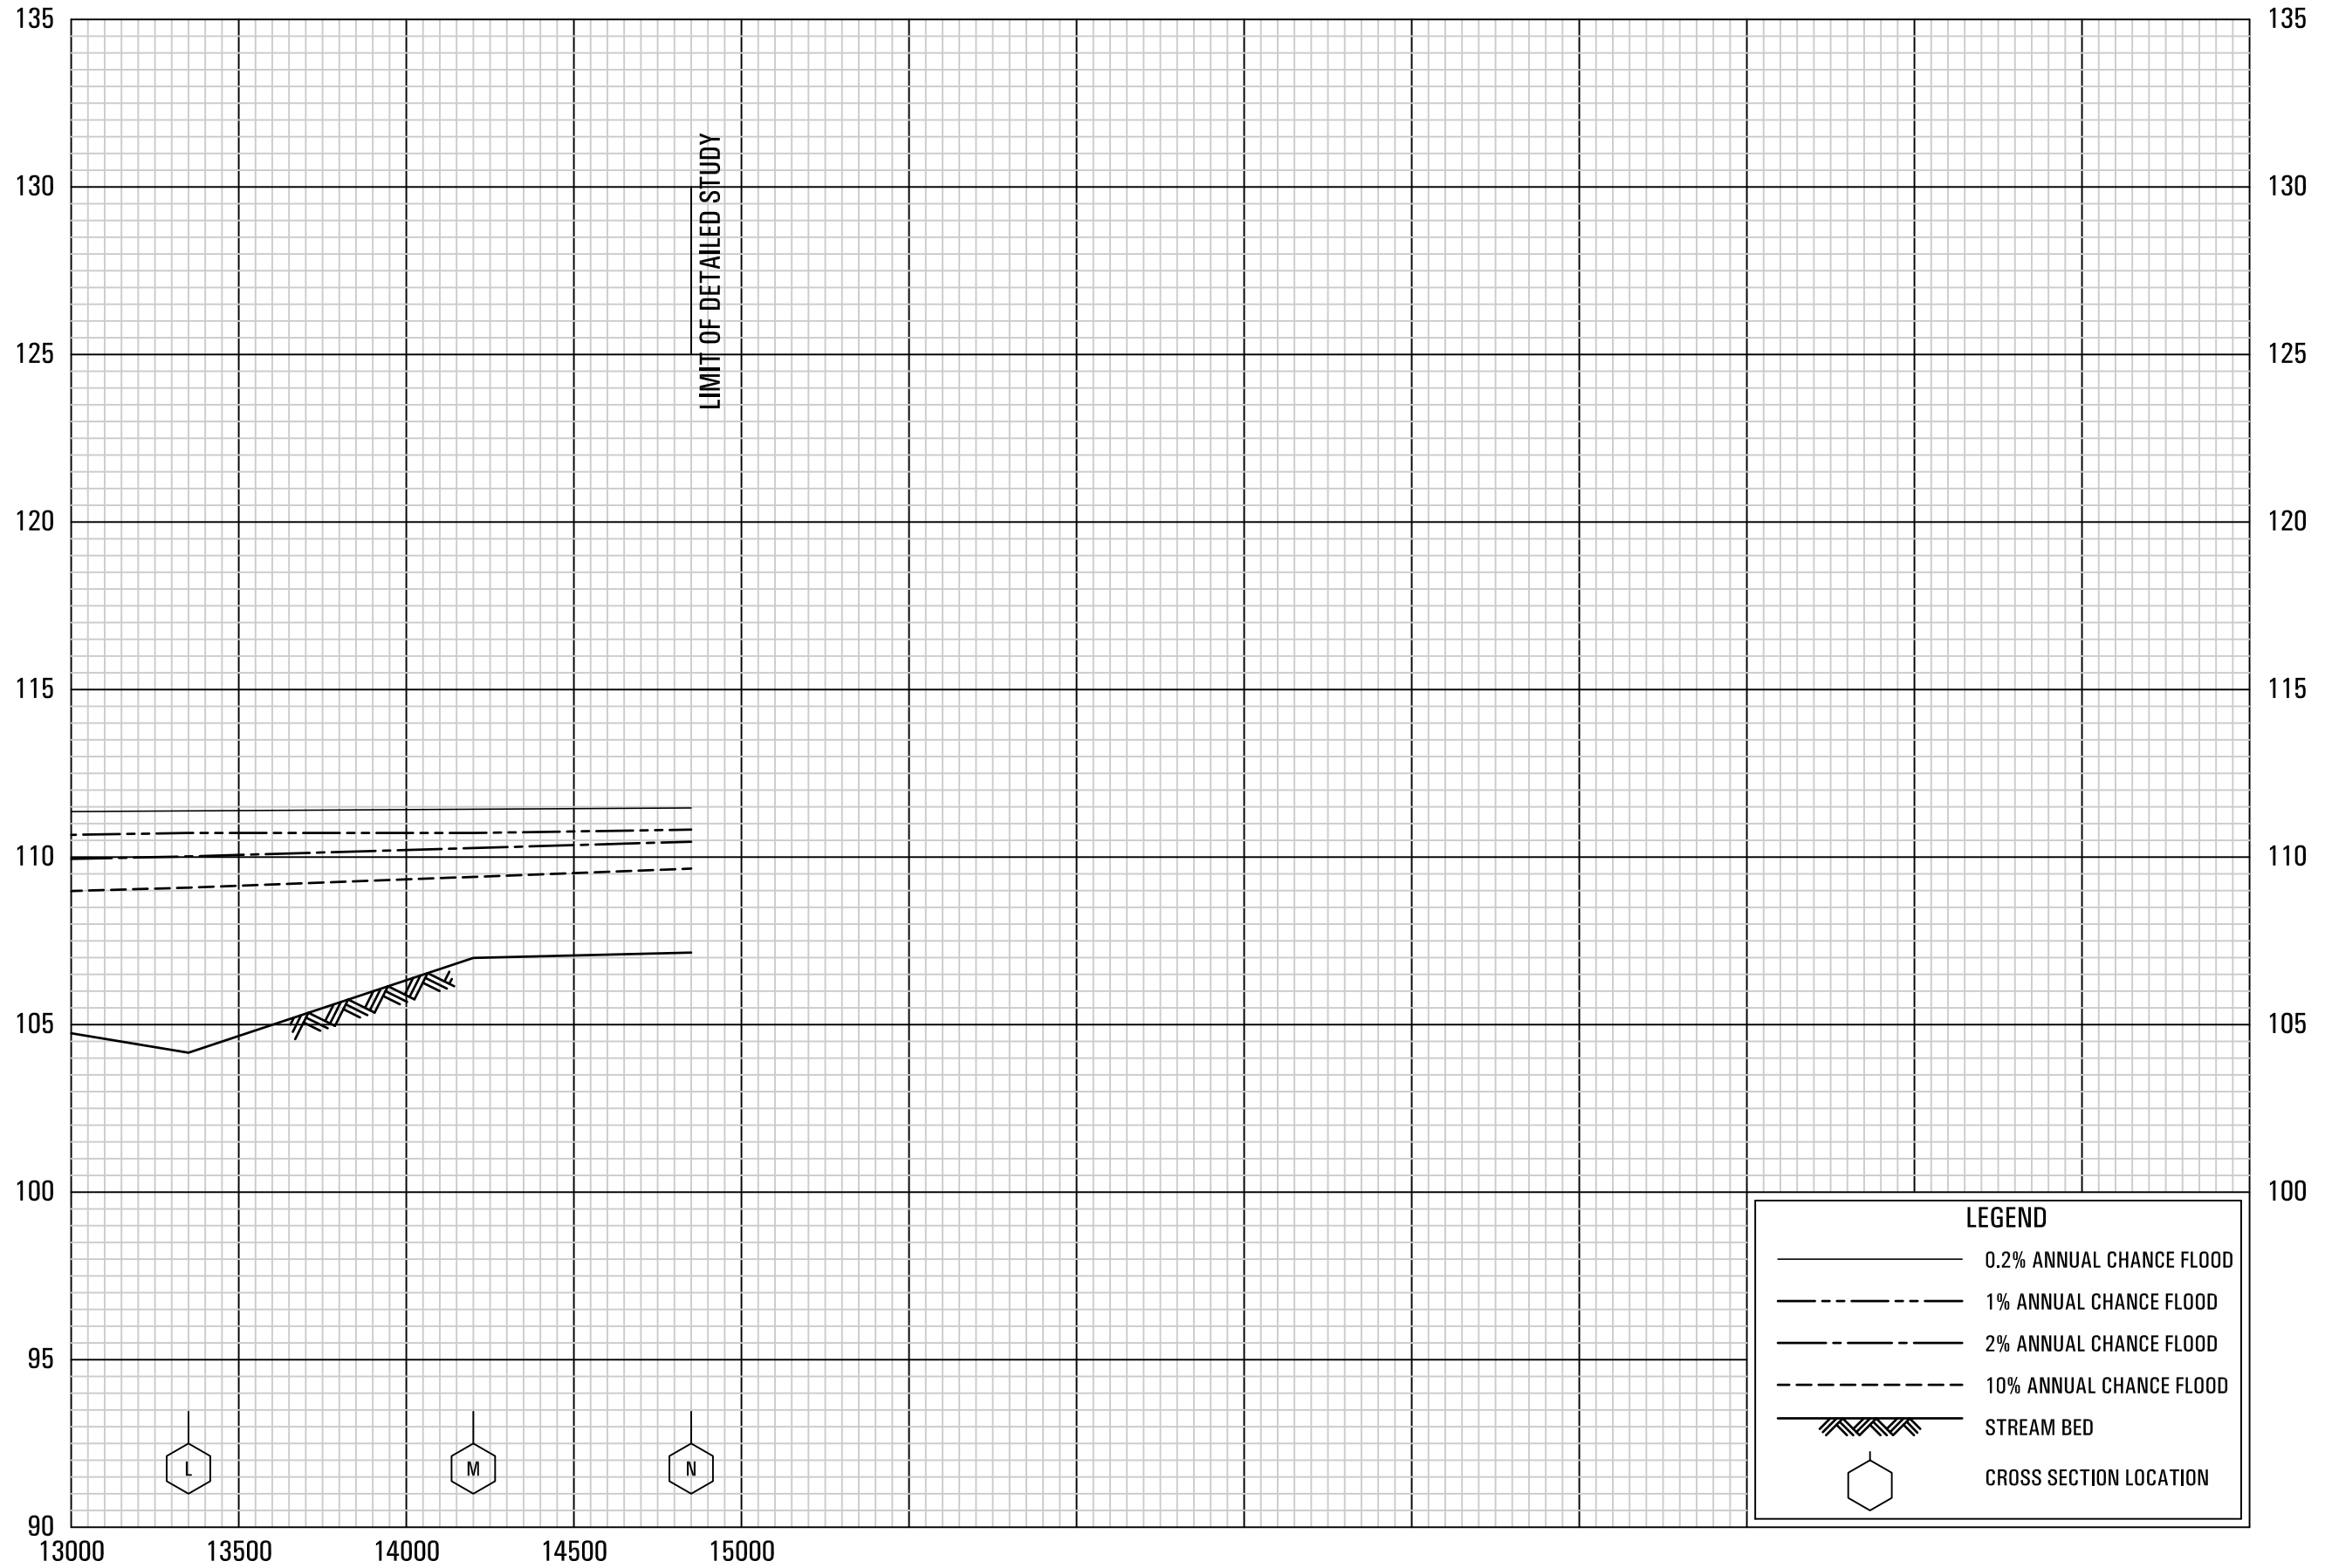 135 135
130 130
125 125
120 120
115 115
110 110
105 105
100 100
95
90
13000 13500 14000 14500 15000
LIMIT OF DETAILED STUDY
L M N
LEGEND
0.2% ANNUAL CHANCE FLOOD
1% ANNUAL CHANCE FLOOD
2% ANNUAL CHANCE FLOOD
10% ANNUAL CHANCE FLOOD
STREAM BED
CROSS SECTION LOCATION